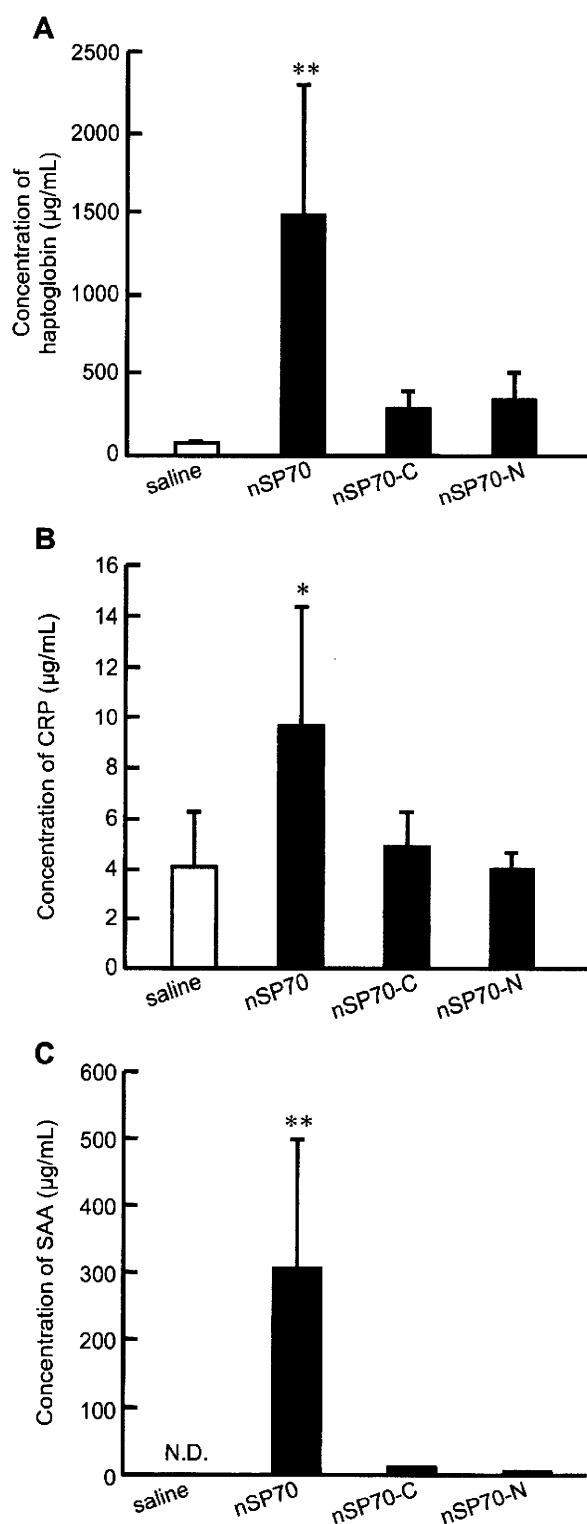 A
Concentration of
haptoglobin (µg/mL)
2500
2000
1500
1000
500
0
**
saline
nSP70
nSP70-C
nSP70-N
B
Concentration of CRP (µg/mL)
16
14
12
10
8
6
4
2
0
*
saline
nSP70
nSP70-C
nSP70-N
C
Concentration of SAA (µg/mL)
600
500
400
300
200
100
0
**
N.D.
saline
nSP70
nSP70-C
nSP70-N